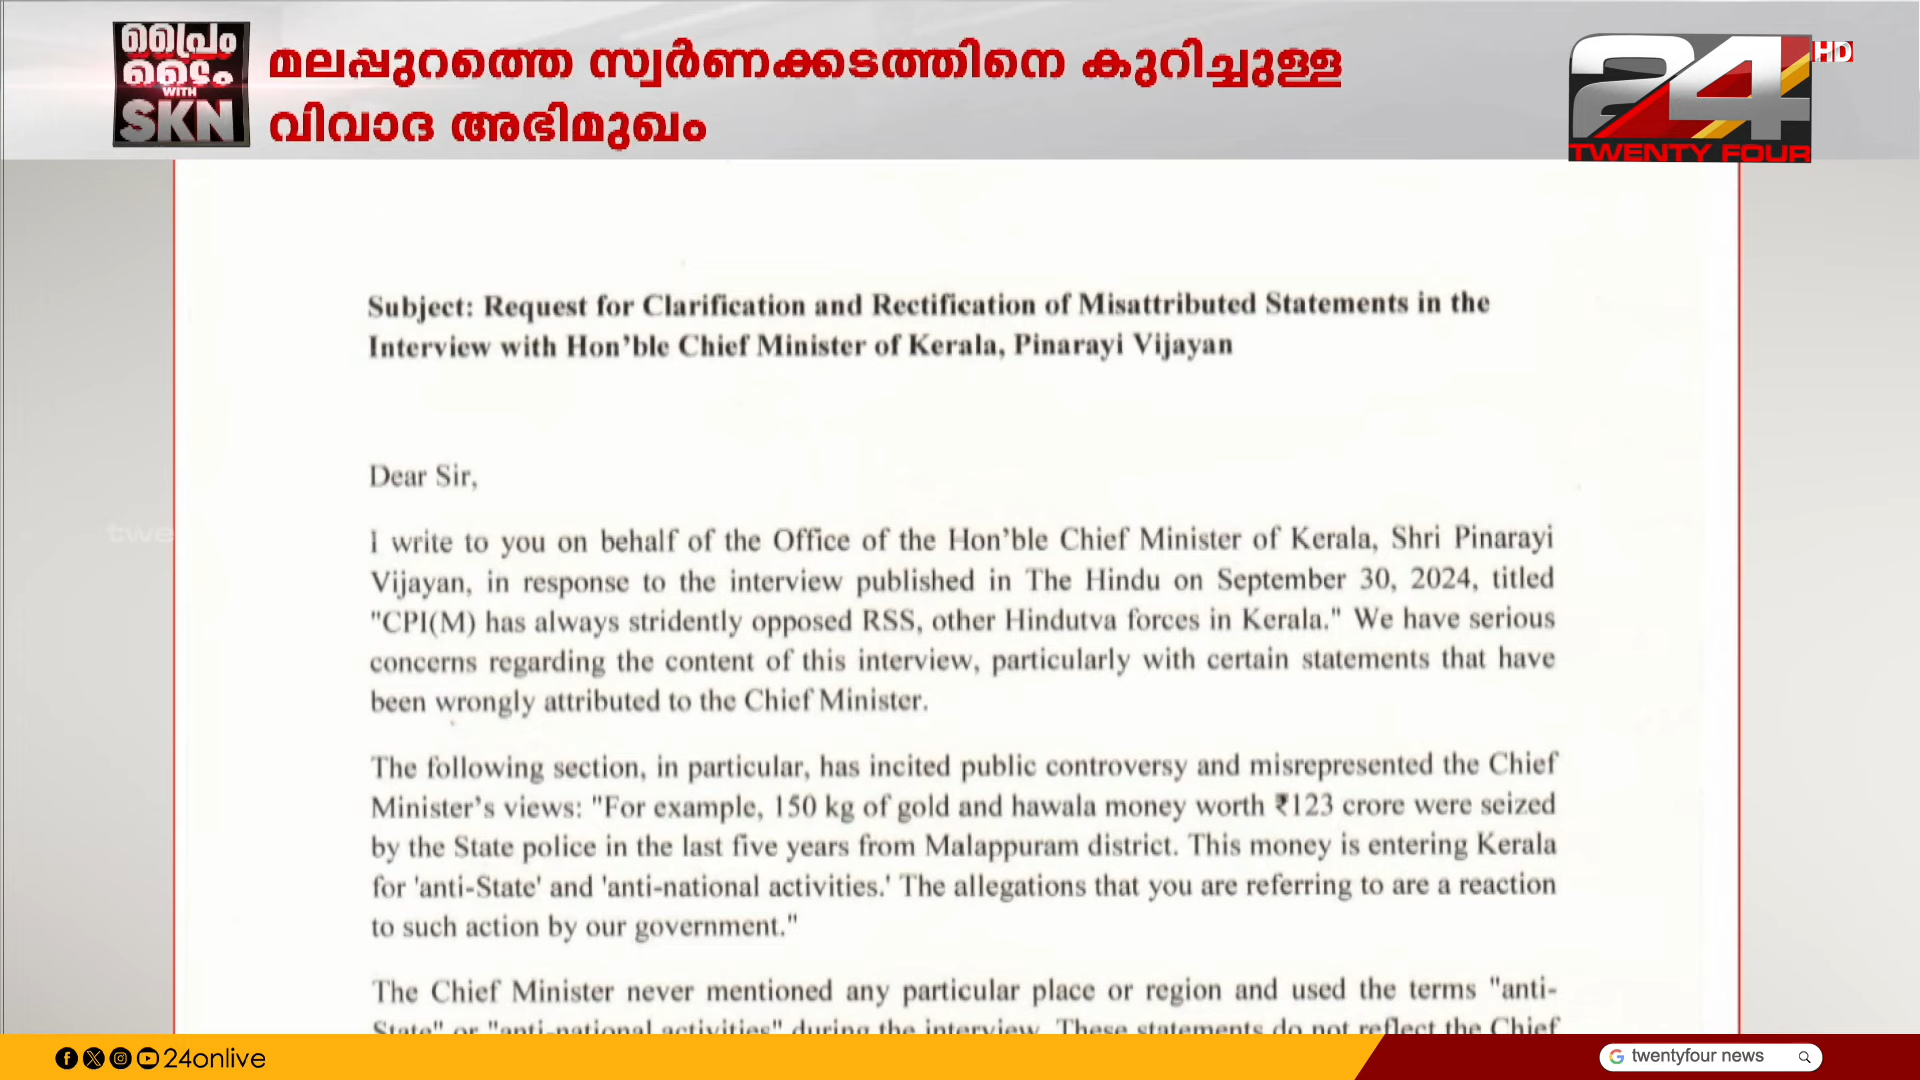 പ്രൈം
ടൈം
WITH
SKN
മലപ്പുറത്തെ സ്വർണക്കടത്തിനെ കുറിച്ചുള്ള
വിവാദ അഭിമുഖം
24
HD
TWENTY FOUR
Subject: Request for Clarification and Rectification of Misattributed Statements in the
Interview with Hon’ble Chief Minister of Kerala, Pinarayi Vijayan
Dear Sir,
I write to you on behalf of the Office of the Hon’ble Chief Minister of Kerala, Shri Pinarayi
Vijayan, in response to the interview published in The Hindu on September 30, 2024, titled
"CPI(M) has always stridently opposed RSS, other Hindutva forces in Kerala." We have serious
concerns regarding the content of this interview, particularly with certain statements that have
been wrongly attributed to the Chief Minister.
The following section, in particular, has incited public controversy and misrepresented the Chief
Minister’s views: "For example, 150 kg of gold and hawala money worth ₹123 crore were seized
by the State police in the last five years from Malappuram district. This money is entering Kerala
for 'anti-State' and 'anti-national activities.' The allegations that you are referring to are a reaction
to such action by our government."
The Chief Minister never mentioned any particular place or region and used the terms "anti-
State" or "anti-national activities" during the interview. These statements do not reflect the Chief
24onlive
twentyfour news